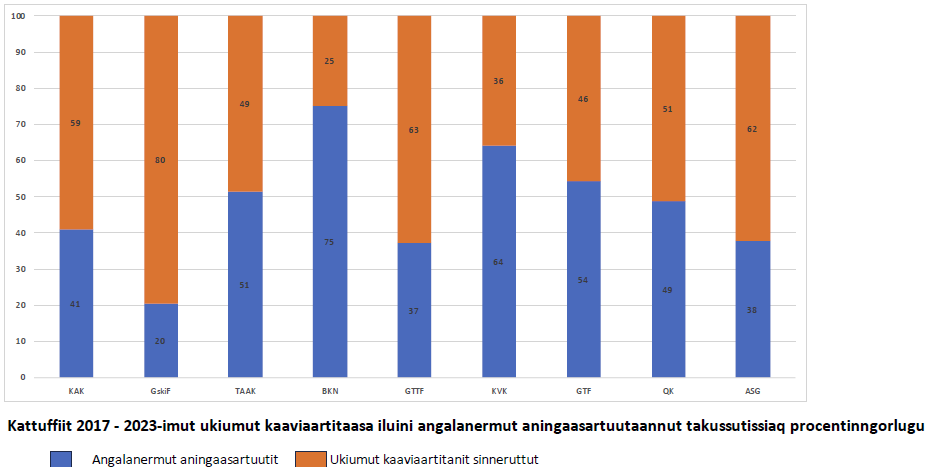 100
90
80
70
60
50
40
30
20
10
0
59 80 49 25 63 36 46 51 62
41 20 51 75 37 64 54 49 38
KAK GskiF TAAK BKN GTTF KVK GTF QK ASG
Kattuffiit 2017 - 2023-imut ukiumut kaaviaartitaasa iluini angalanermut aningaasartuutaannut takussutissiaq procentinngorlugu
Angalanermut aningaasartuutit Ukiumut kaaviaartitanit sinneruttut